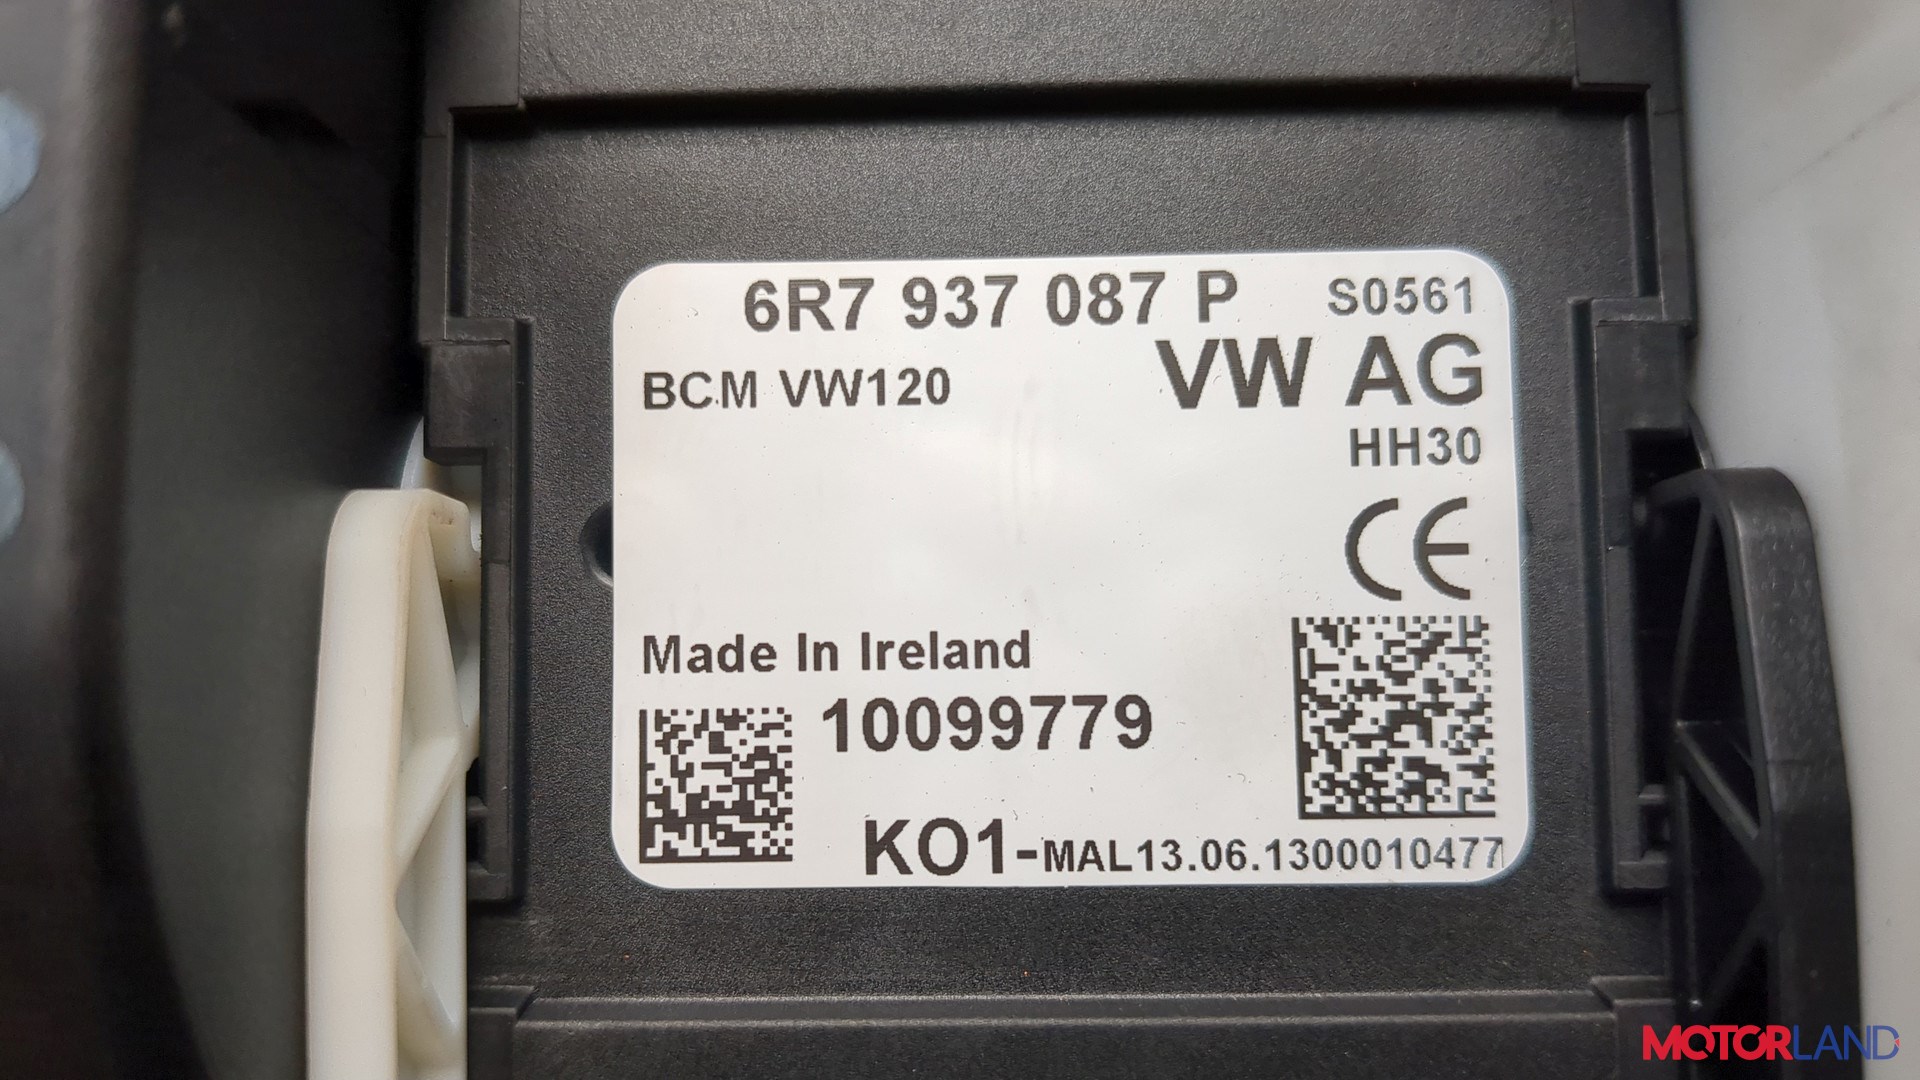 6R7 937 087 P S0561
BCM VW120 VW AG
HH30
CE
Made In Ireland
10099779
KO1-MAL13.06.1300010477
MOTORLAND